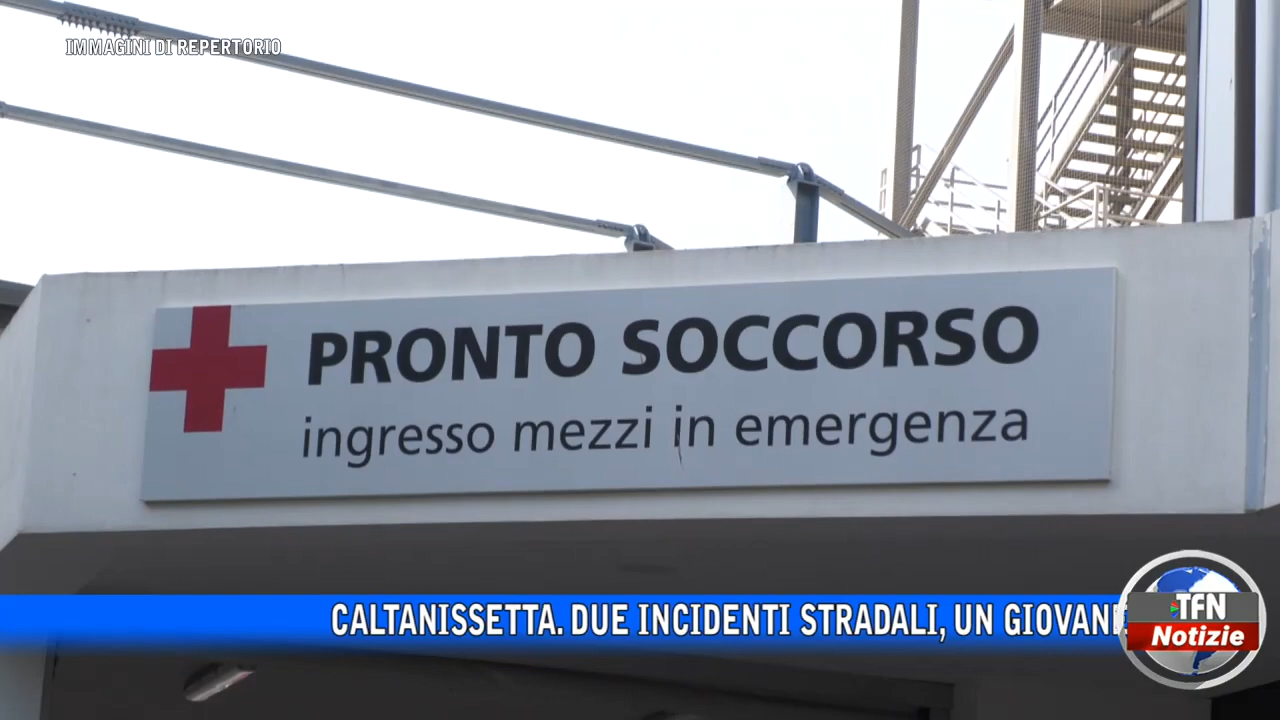 IMMAGINI DI REPERTORIO
PRONTO SOCCORSO
ingresso mezzi in emergenza
CALTANISSETTA. DUE INCIDENTI STRADALI, UN
TFN
Notizie